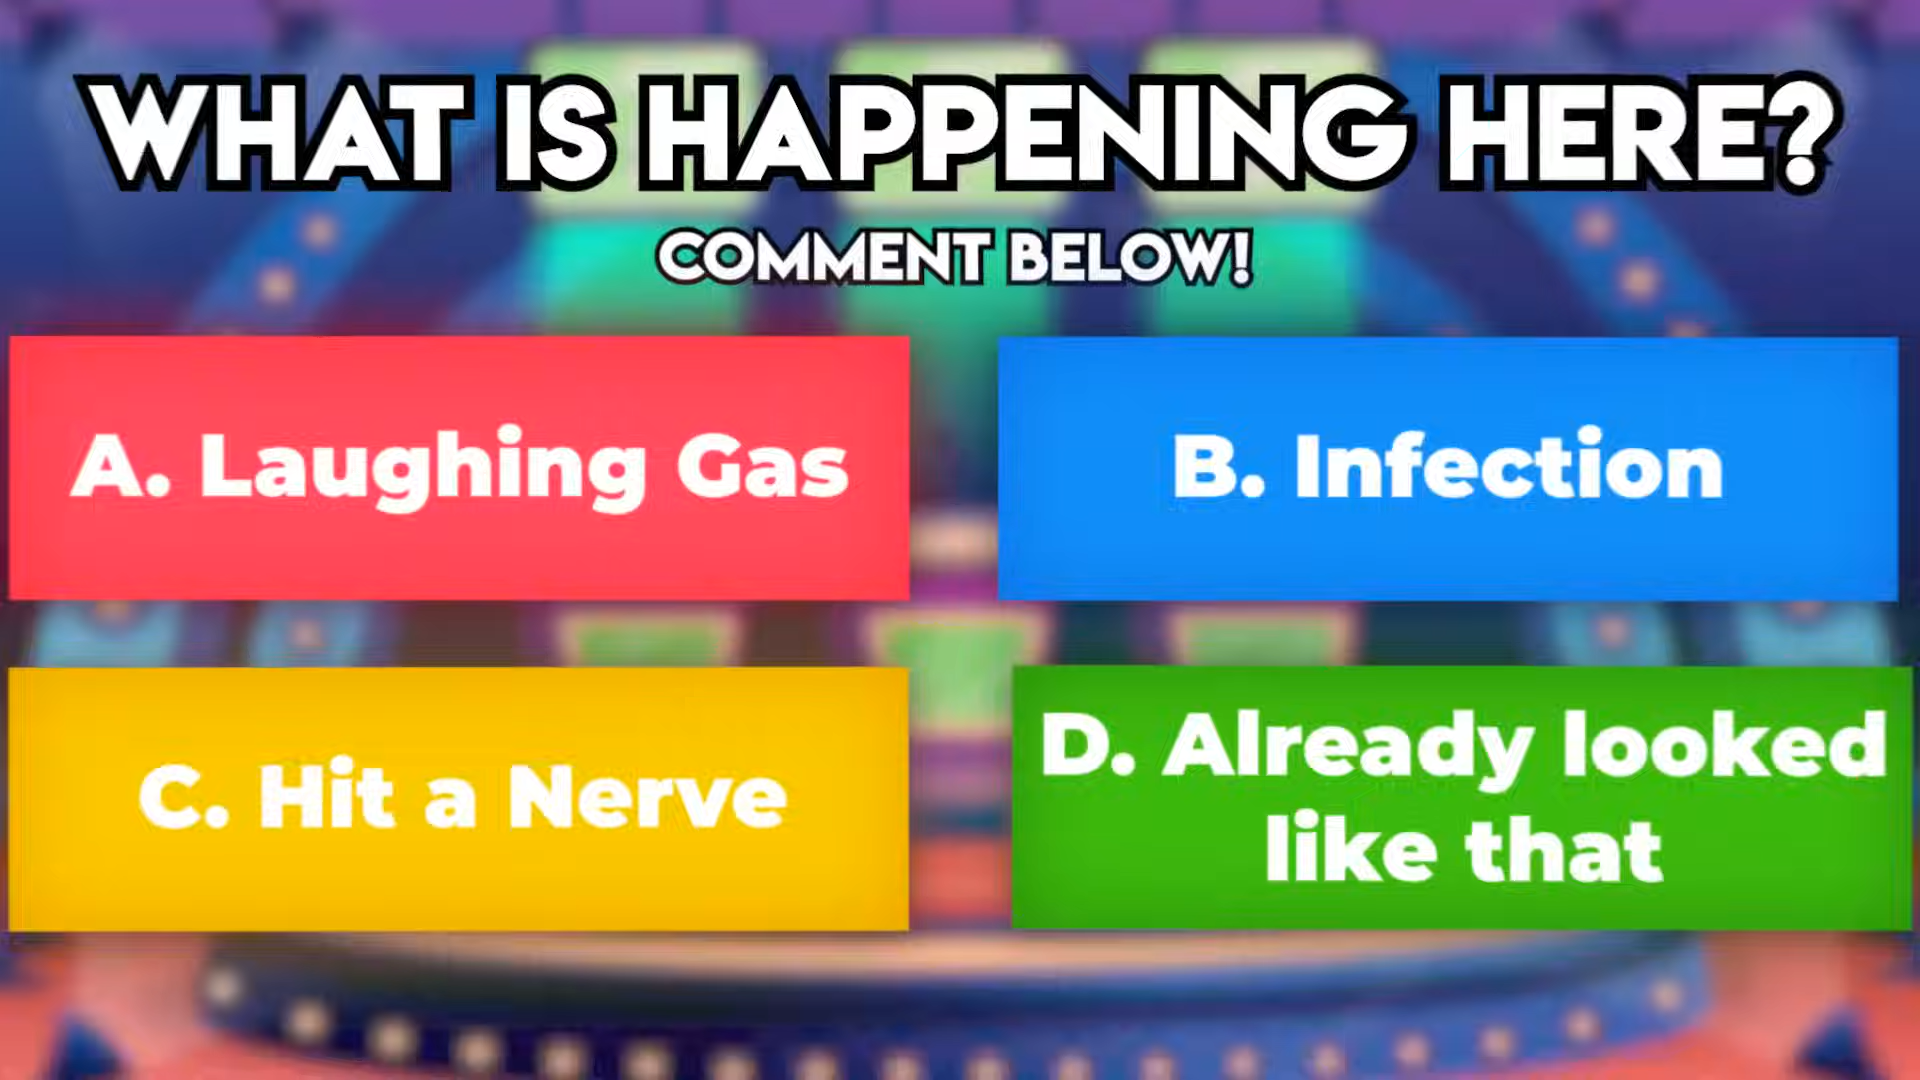 WHAT IS HAPPENING HERE?
COMMENT BELOW!
A. Laughing Gas
B. Infection
C. Hit a Nerve
D. Already looked
like that